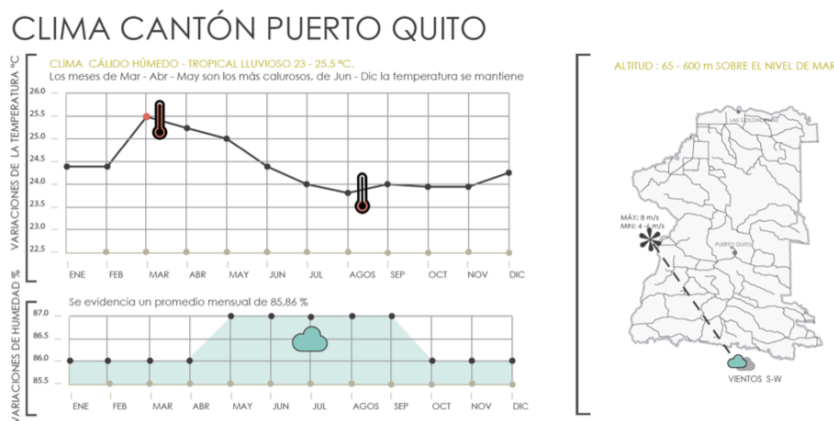 CLIMA CANTÓN PUERTO QUITO
VARIACIONES DE LA TEMPERATURA ºC
CLIMA CÁLIDO HÚMEDO - TROPICAL LLUVIOSO 23 - 25.5 ºC.
Los meses de Mar - Abr - May son los más calurosos, de Jun - Dic la temperatura se mantiene
26.0
25.5
25.0
24.5
24.0
23.0
22.5
ENE FEB MAR ABR MAY JUN JUL AGOS SEP OCT NOV DIC
VARIACIONES DE HUMEDAD %
Se evidencia un promedio mensual de 85,86 %
87.0
86.0
86.0
85.5
ENE FEB MAR ABR MAY JUN JUL AGOS SEP OCT NOV DIC
ALTITUD : 65 - 600 m SOBRE EL NIVEL DE MAR
MÁX: 8 m/s
MIN: 4 -6 m/s
PUERTO QUITO
VIENTOS S-W